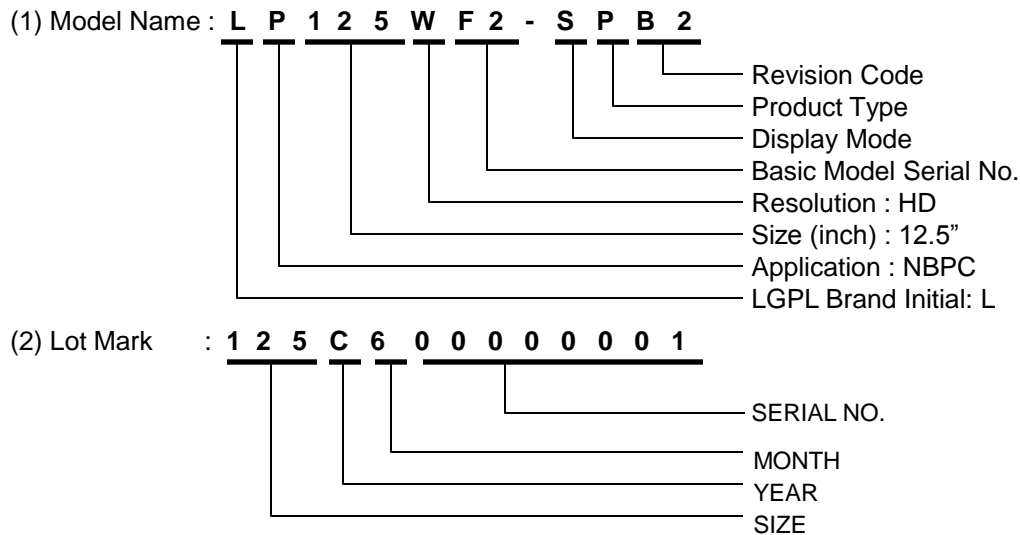 (1) Model Name : L P 1 2 5 W F 2 - S P B 2
Revision Code
Product Type
Display Mode
Basic Model Serial No.
Resolution : HD
Size (inch) : 12.5”
Application : NBPC
LGPL Brand Initial: L
(2) Lot Mark : 1 2 5 C 6 0 0 0 0 0 0 1
SERIAL NO.
MONTH
YEAR
SIZE